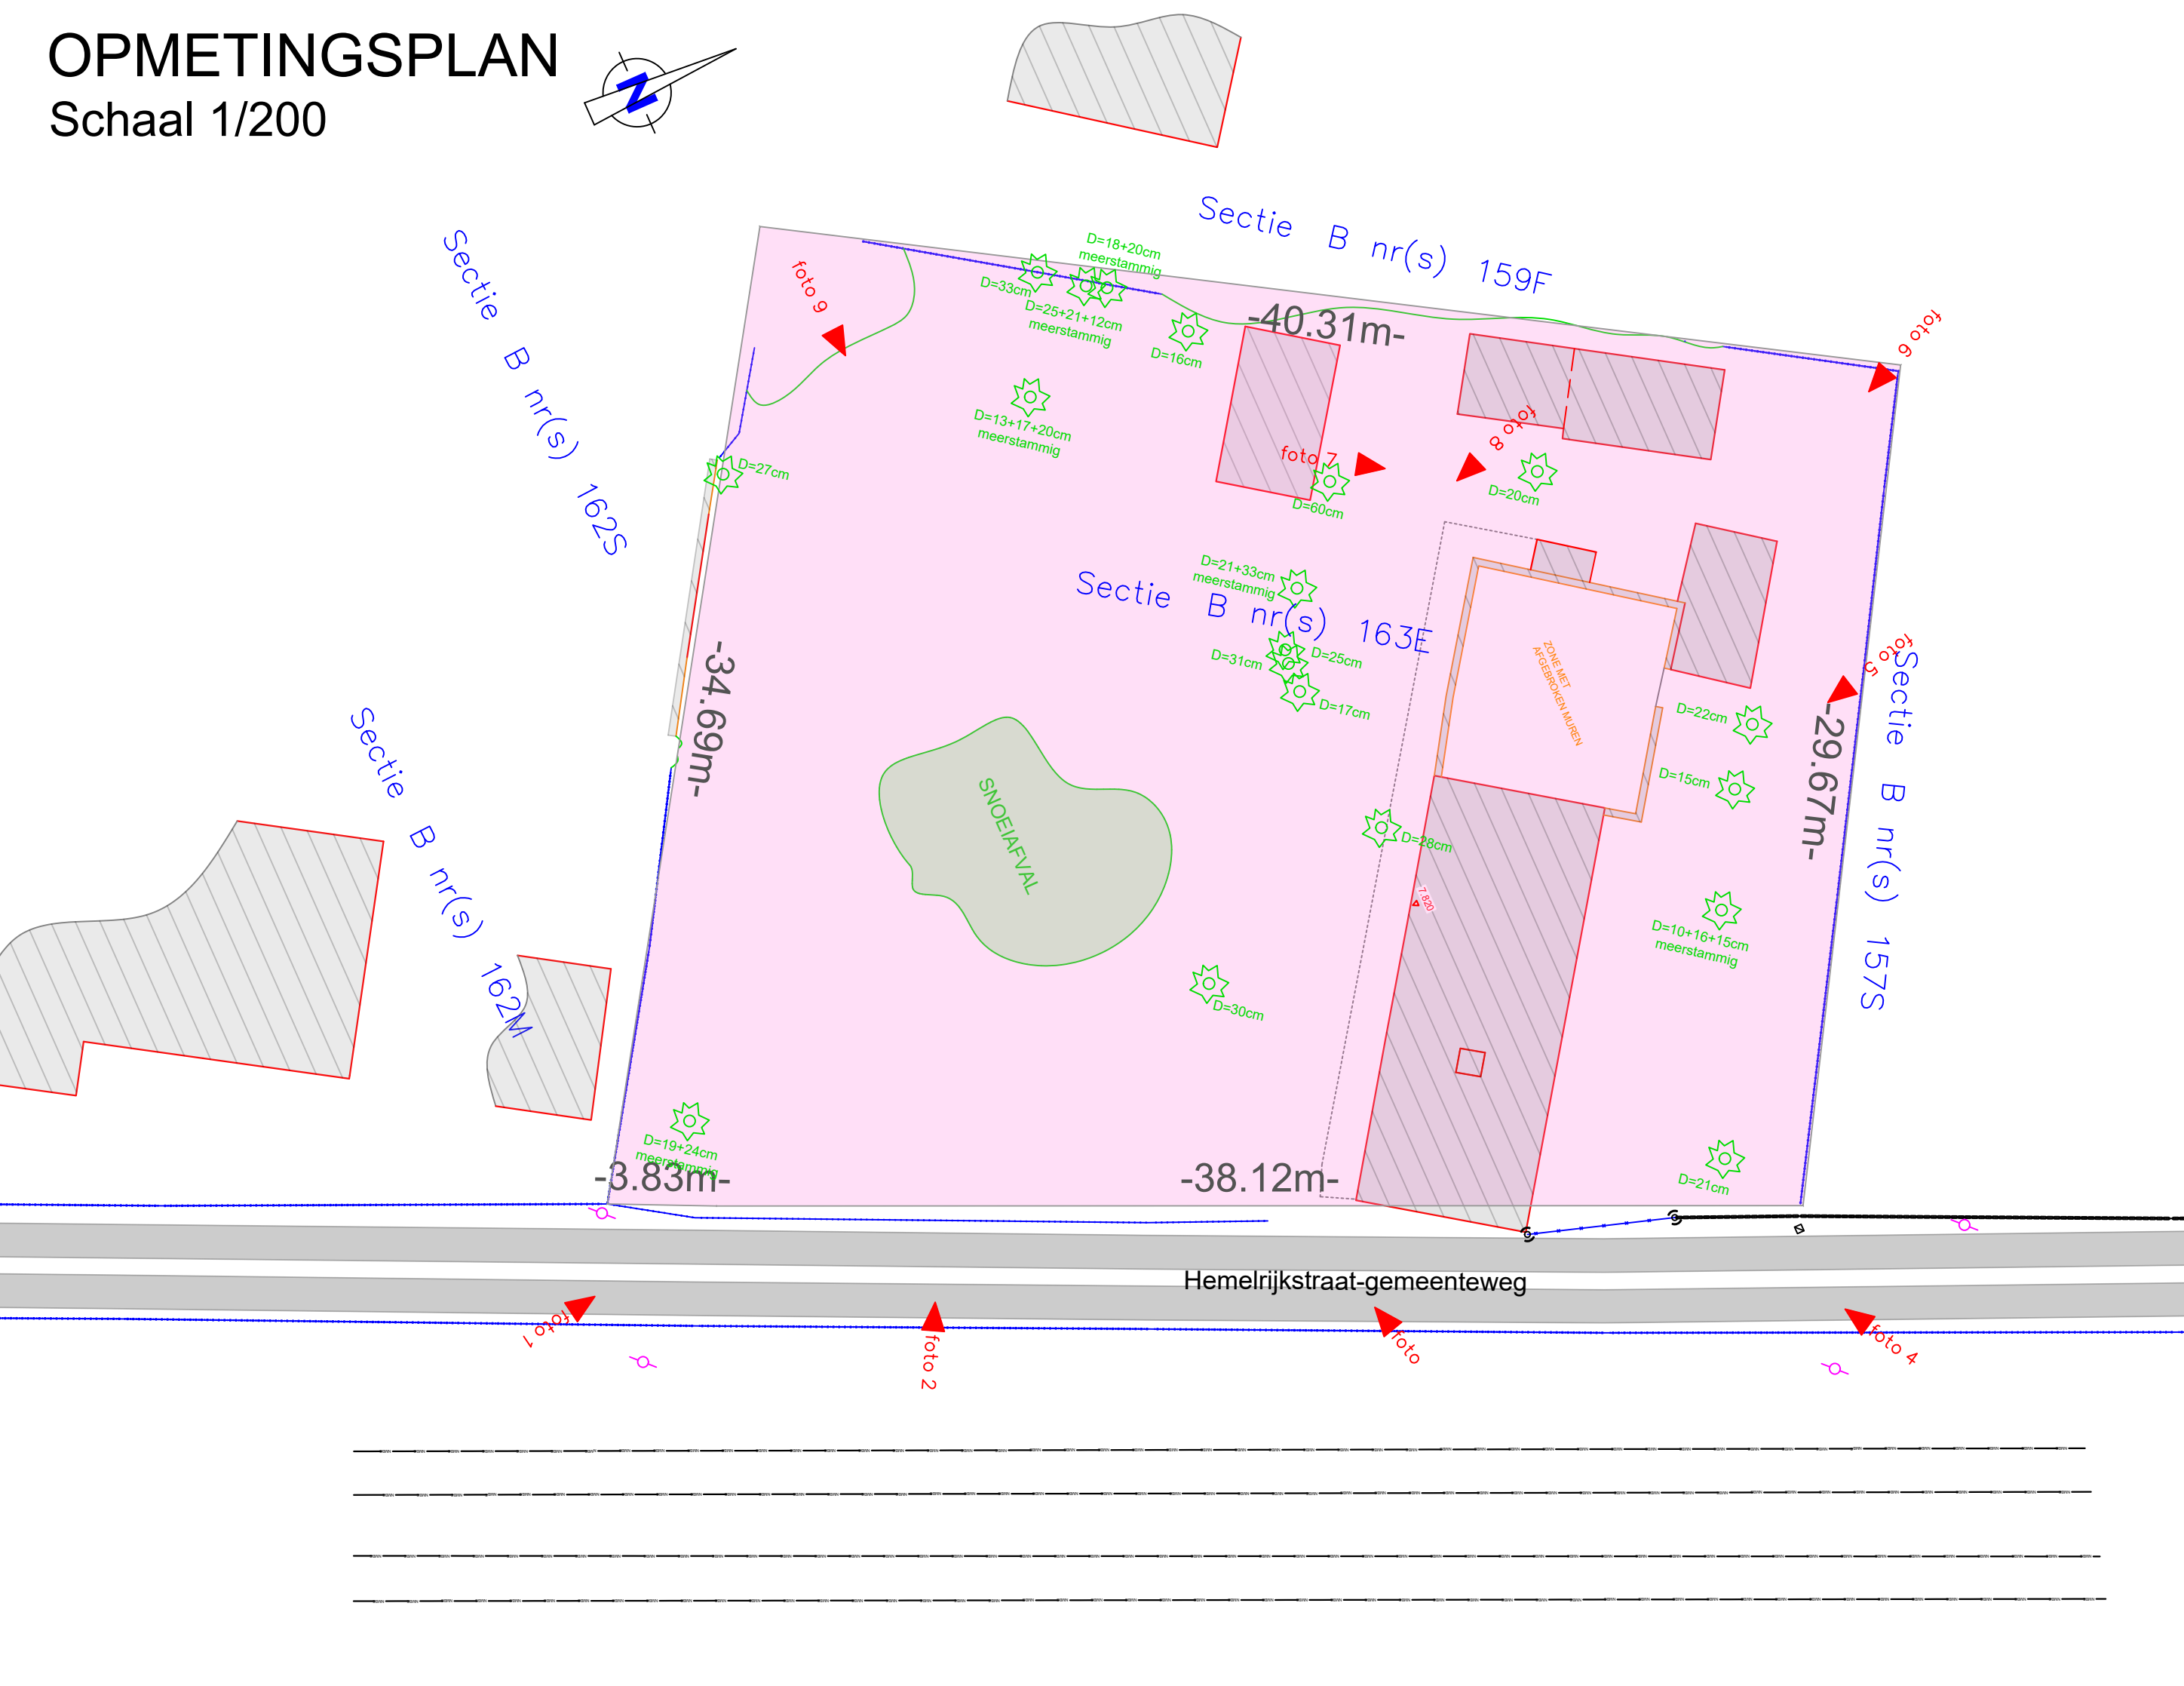 OPMETINGSPLAN
Schaal 1/200
N
Sectie B nr(s) 159F
Sectie B nr(s) 162S
D=18+20cm
meerstammig
D=33cm
D=25+21+12cm
meerstammig
foto 9
-40.31m-
D=16cm
foto 6
D=13+17+20cm
meerstammig
foto 8
foto 7
D=27cm
D=20cm
D=60cm
D=21+33cm
meerstammig
Sectie B nr(s) 163E
D=31cm
D=25cm
D=17cm
ZONE MET
AFGEBROKEN MUREN
foto 5
Sectie B nr(s) 157S
D=22cm
D=15cm
-29.67m-
-34.69m-
Sectie B nr(s) 162M
SNOEIAFVAL
D=28cm
7.820
D=10+16+15cm
meerstammig
D=30cm
D=19+24cm
meerstammig
-3.83m-
-38.12m-
D=21cm
Hemelrijkstraat-gemeenteweg
foto 1
foto 2
foto
foto 4